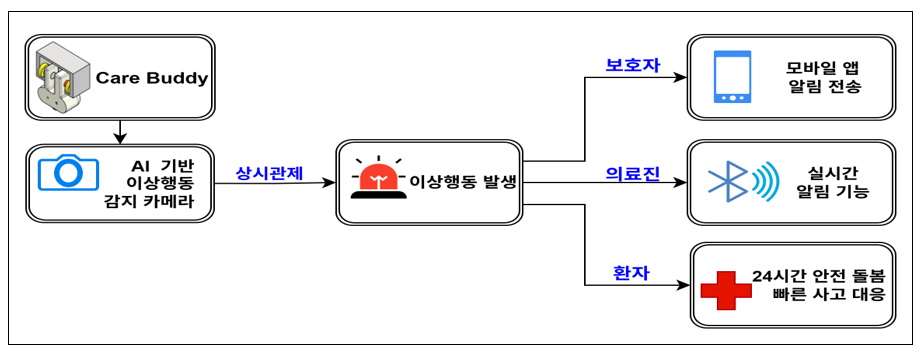 Care Buddy
AI 기반
이상행동
감지 카메라
상시관제
이상행동 발생
보호자
모바일 앱
알림 전송
의료진
실시간
알림 기능
환자
24시간 안전 돌봄
빠른 사고 대응